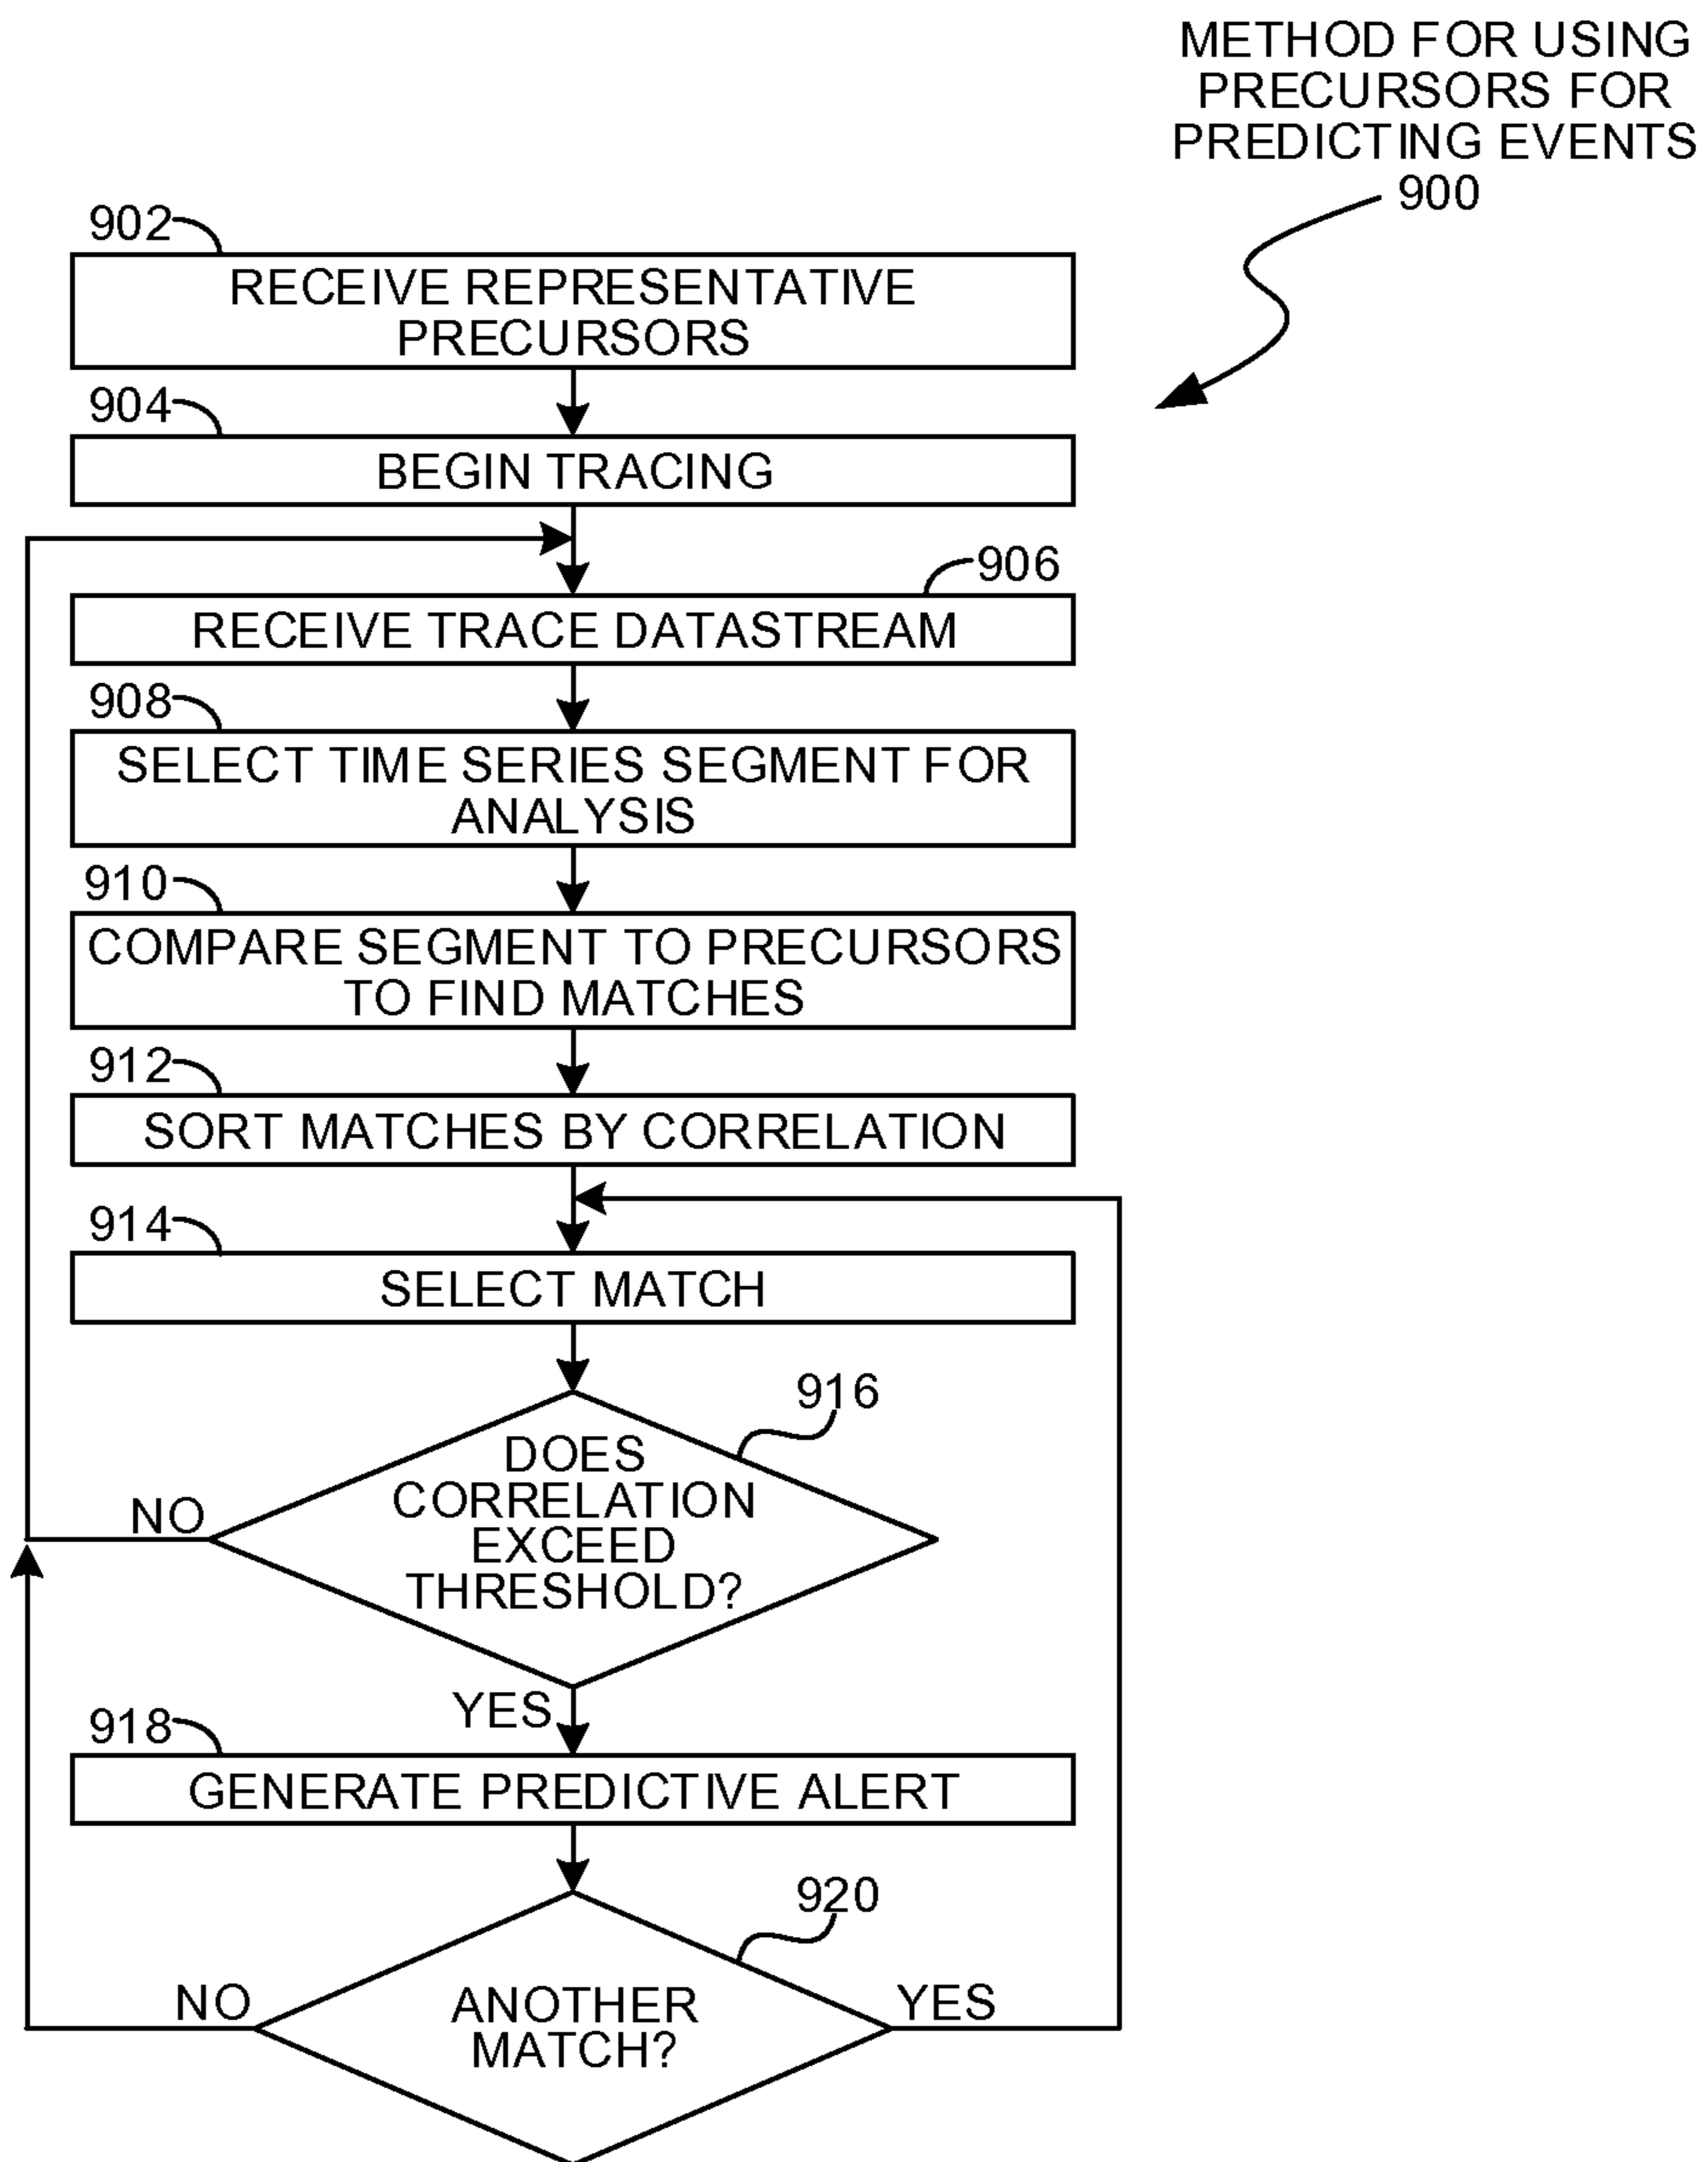 METHOD FOR USING
PRECURSORS FOR
PREDICTING EVENTS
900
902
RECEIVE REPRESENTATIVE
PRECURSORS
904
BEGIN TRACING
906
RECEIVE TRACE DATASTREAM
908
SELECT TIME SERIES SEGMENT FOR
ANALYSIS
910
COMPARE SEGMENT TO PRECURSORS
TO FIND MATCHES
912
SORT MATCHES BY CORRELATION
914
SELECT MATCH
916
DOES
CORRELATION
EXCEED
THRESHOLD?
NO
YES
918
GENERATE PREDICTIVE ALERT
920
ANOTHER
MATCH?
NO
YES